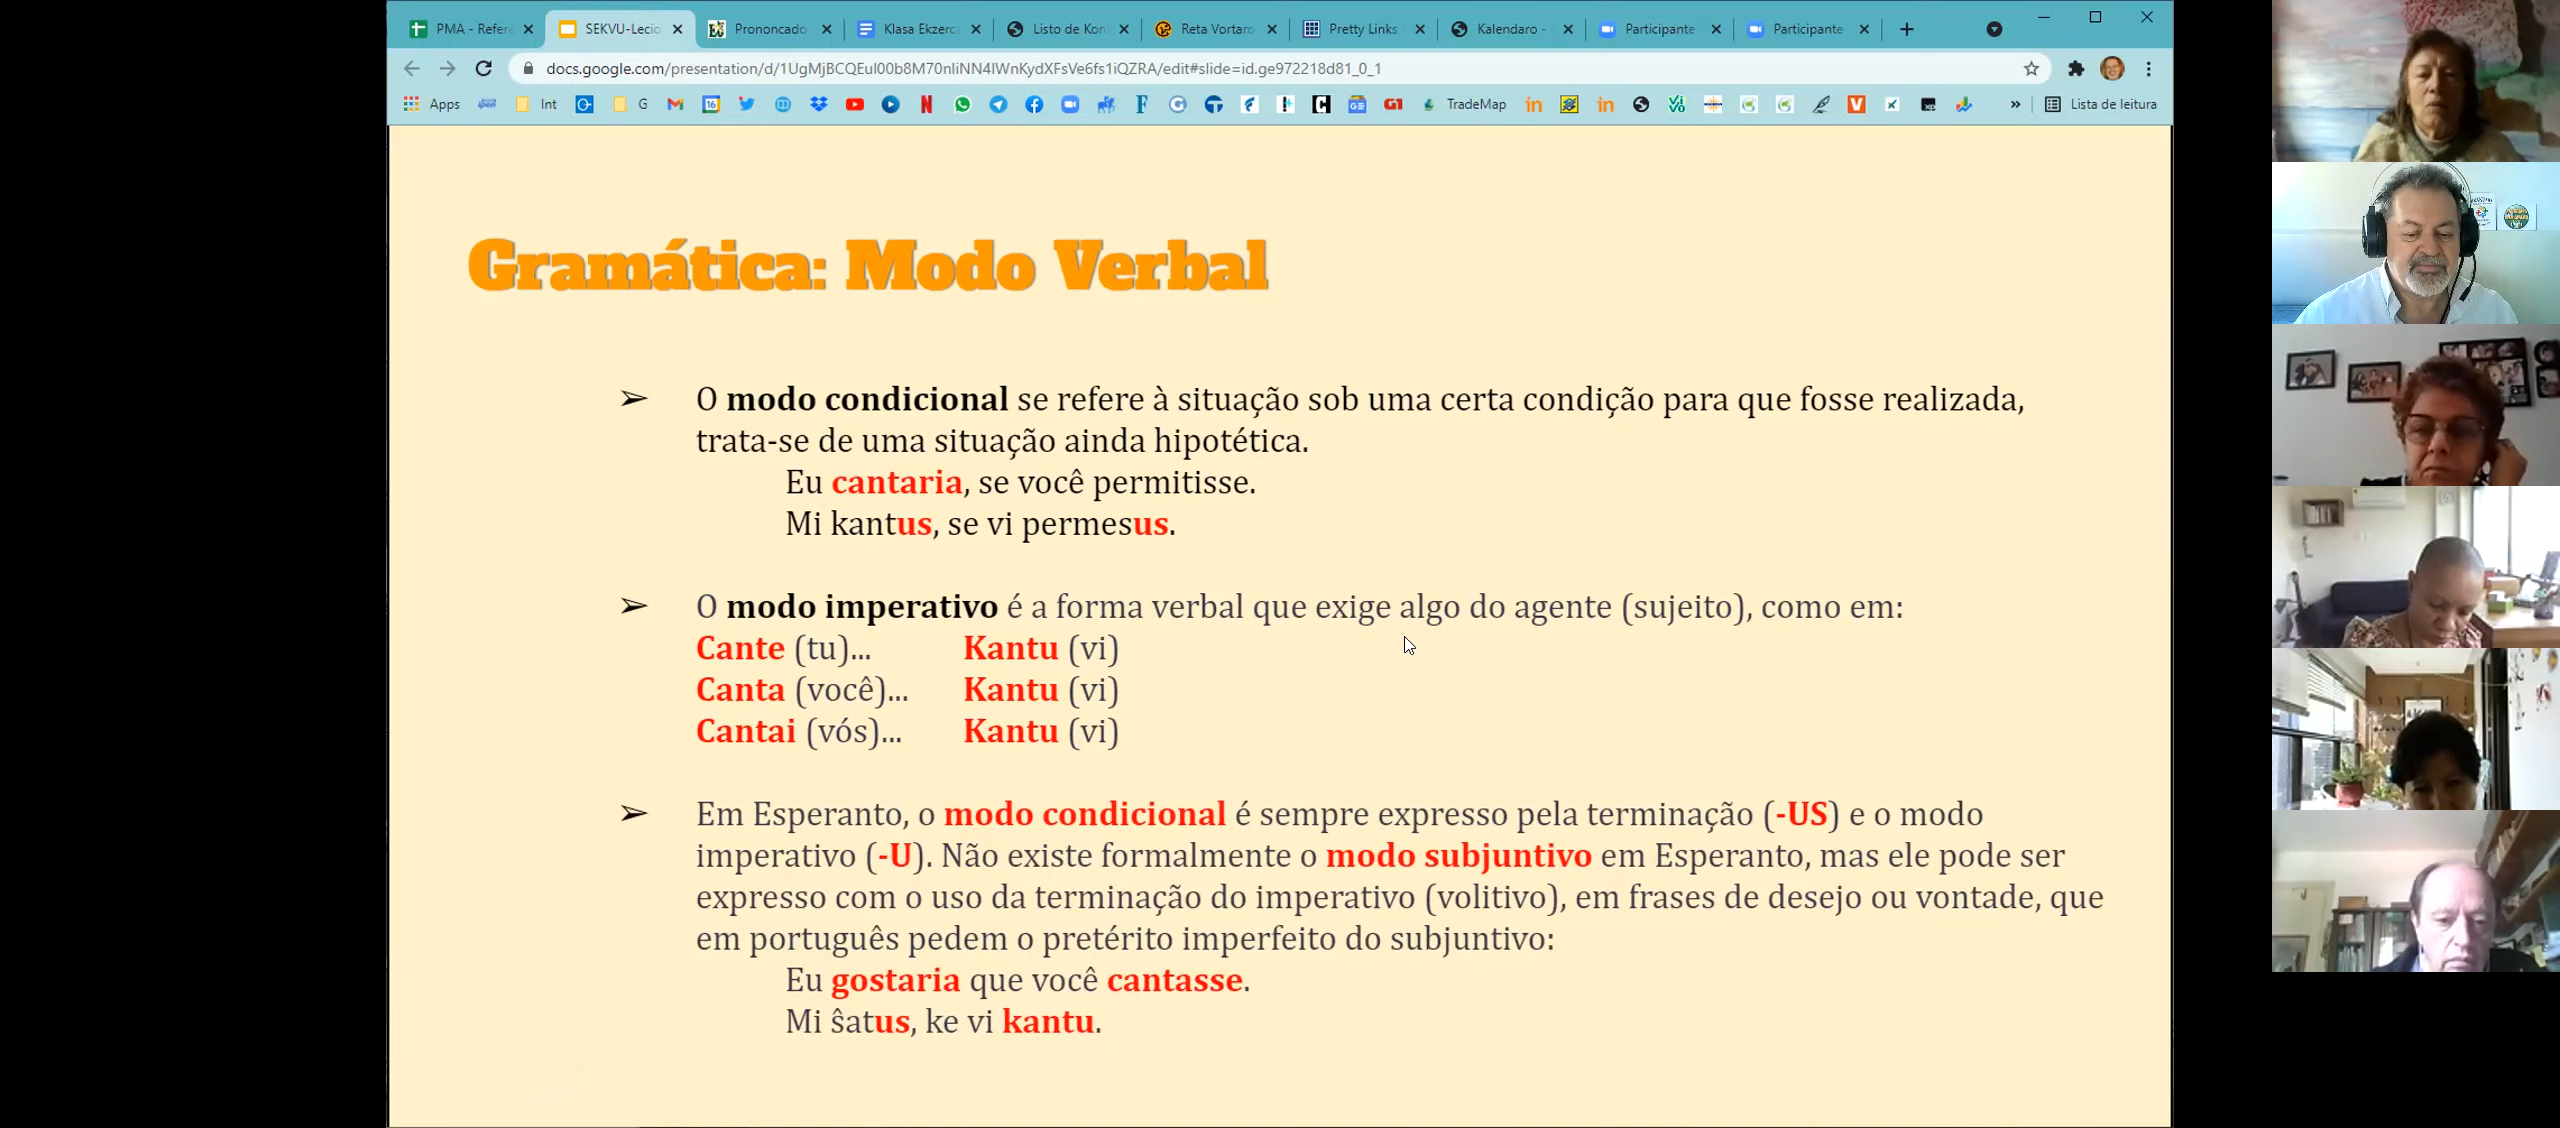 PMA - Refere
SEKVU-Lecio
Prononcado
Klasa Ekzerca
Listo de Kon
Reta Vortaro
Pretty Links
Kalendaro -
Participante
Participante
docs.google.com/presentation/d/1UgMjBCQEul00b8M70nliNN4lWnKydXFsVe6fs1iQZRA/edit#slide=id.ge972218d81_0_1
Apps
Int
G
TradeMap
Lista de leitura
Gramática: Modo Verbal
➢ O modo condicional se refere à situação sob uma certa condição para que fosse realizada,
trata-se de uma situação ainda hipotética.
Eu cantaria, se você permitisse.
Mi kantus, se vi permesus.
➢ O modo imperativo é a forma verbal que exige algo do agente (sujeito), como em:
Cante (tu)... Kantu (vi)
Canta (você)... Kantu (vi)
Cantai (vós)... Kantu (vi)
➢ Em Esperanto, o modo condicional é sempre expresso pela terminação (-US) e o modo
imperativo (-U). Não existe formalmente o modo subjuntivo em Esperanto, mas ele pode ser
expresso com o uso da terminação do imperativo (volitivo), em frases de desejo ou vontade, que
em português pedem o pretérito imperfeito do subjuntivo:
Eu gostaria que você cantasse.
Mi ŝatus, ke vi kantu.